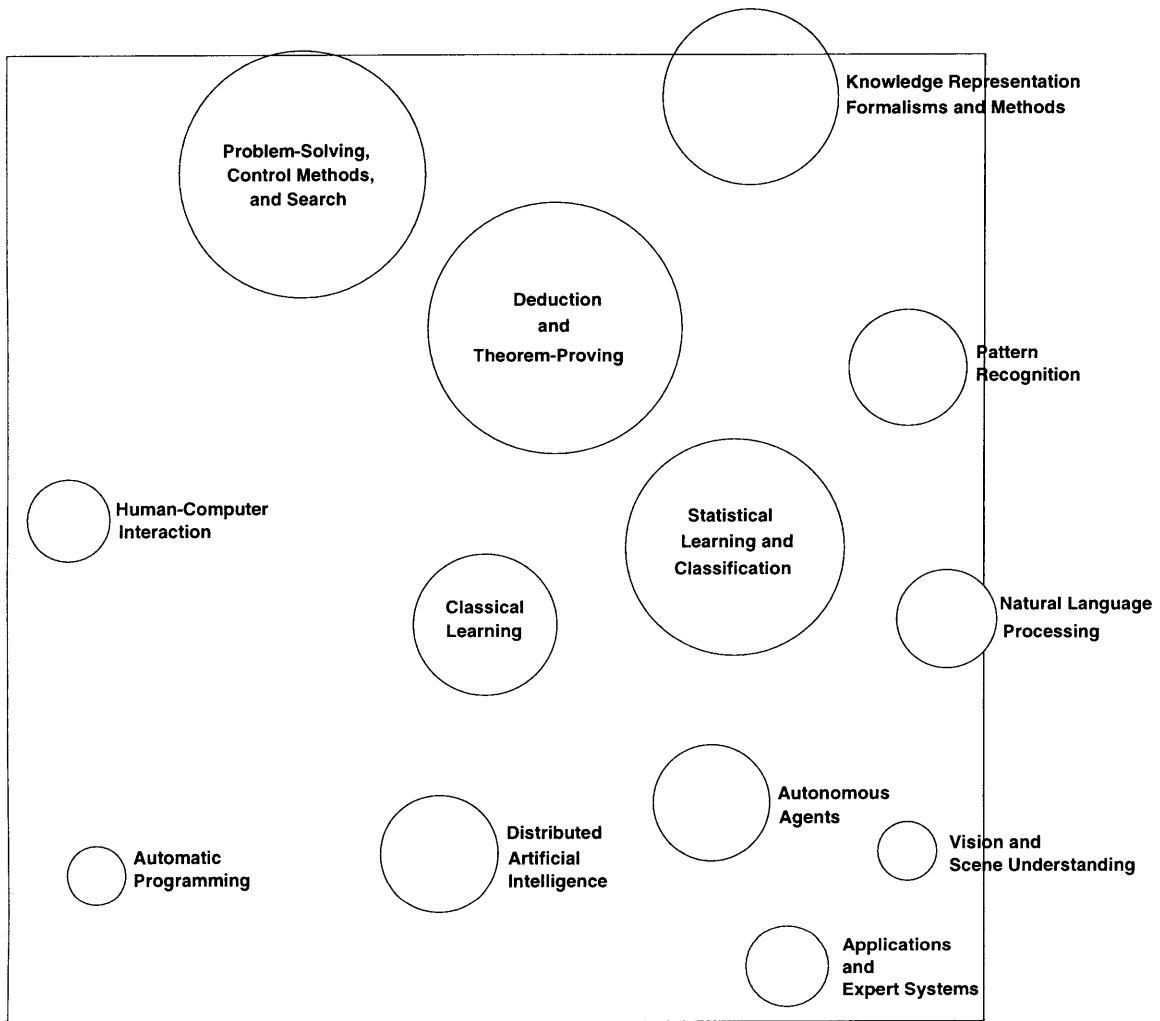 Knowledge Representation
Formalisms and Methods
Problem-Solving,
Control Methods,
and Search
Deduction
and
Theorem-Proving
Pattern
Recognition
Human-Computer
Interaction
Statistical
Learning and
Classification
Classical
Learning
Natural Language
Processing
Autonomous
Agents
Distributed
Artificial
Intelligence
Vision and
Scene Understanding
Automatic
Programming
Applications
and
Expert Systems